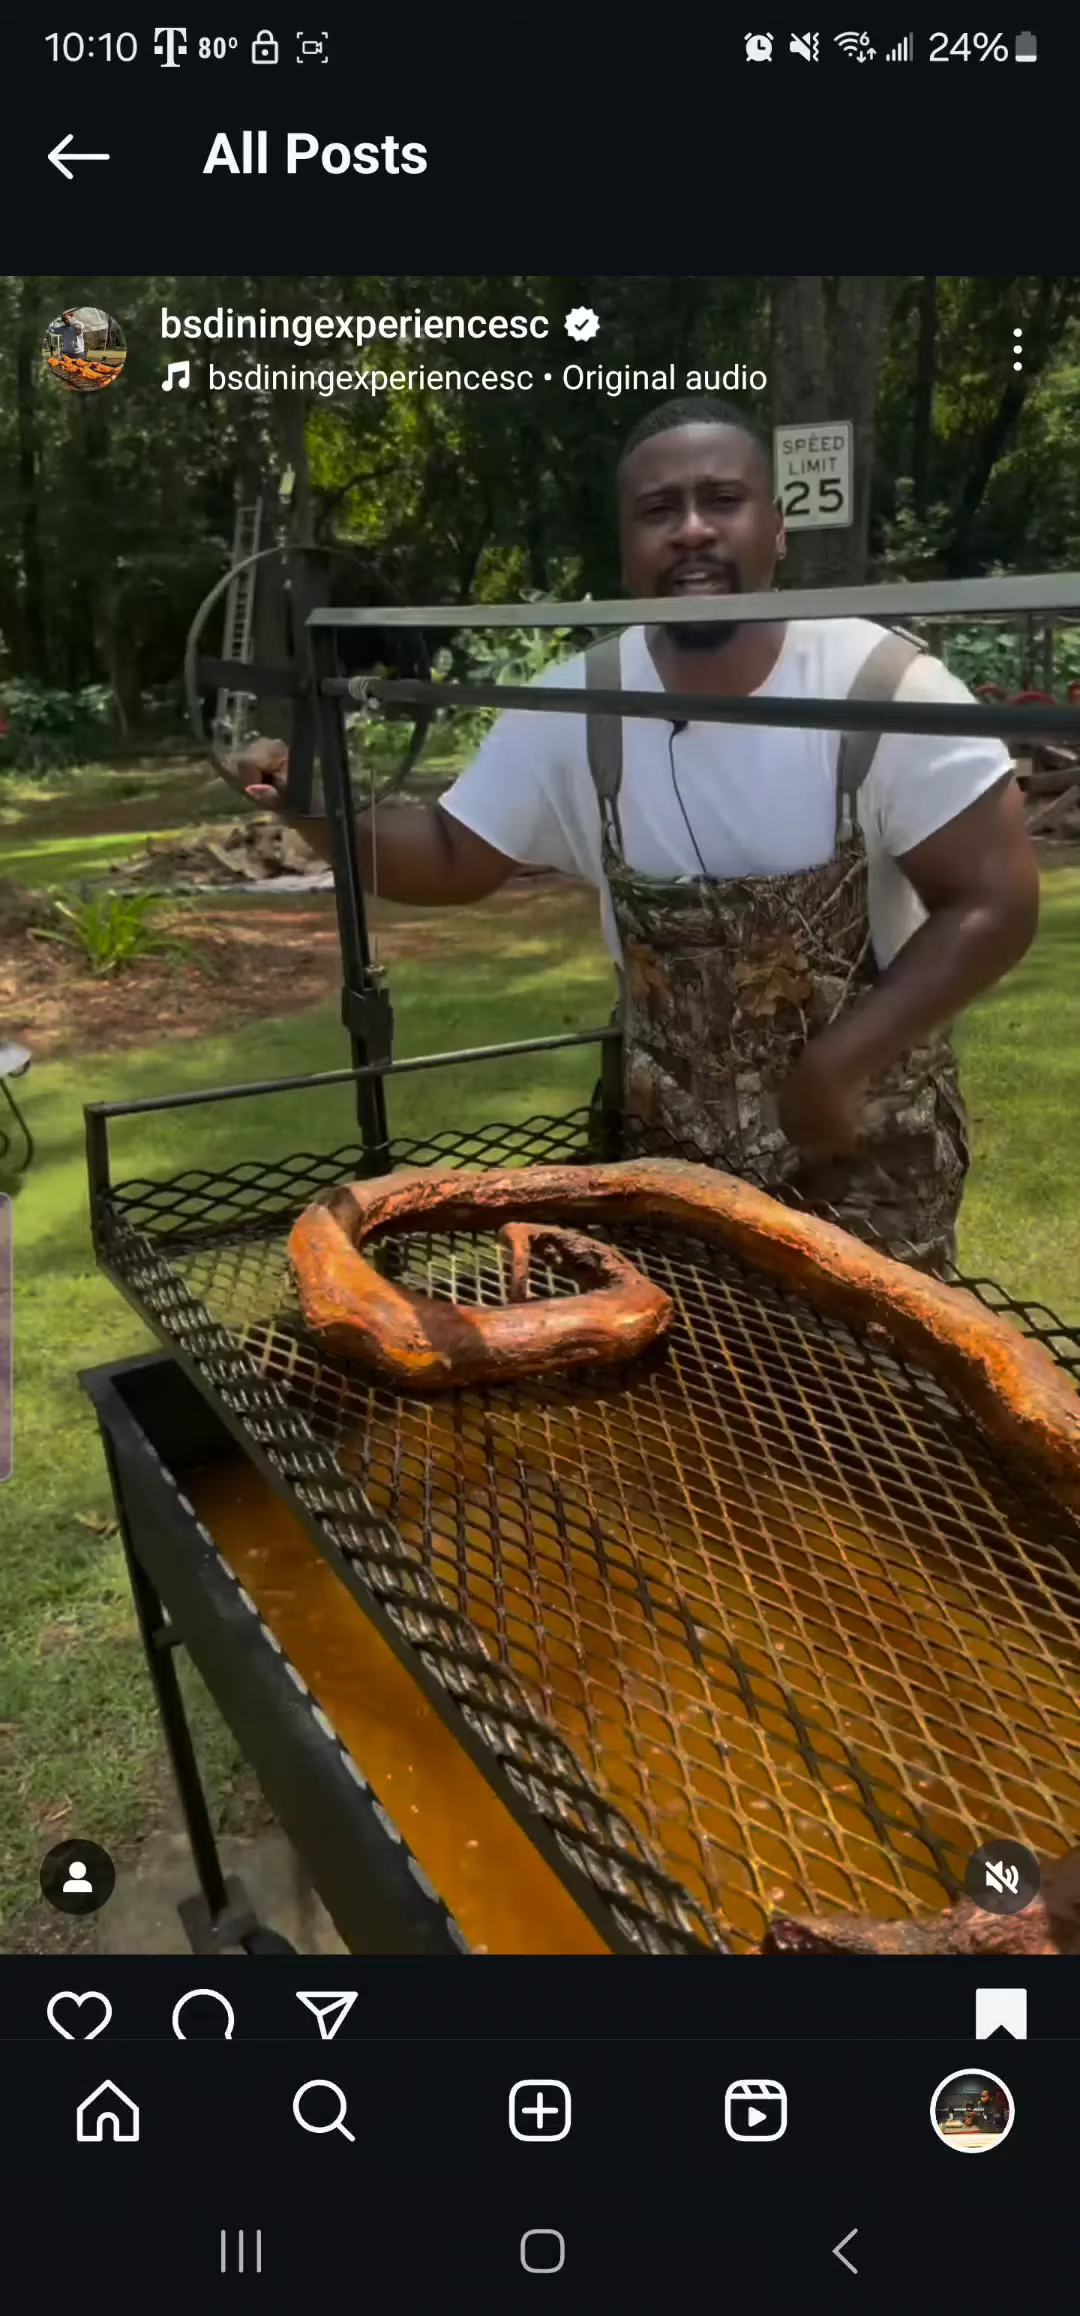 10:10 T 80° 24%
All Posts
bsdiningexperiencesc
bsdiningexperiencesc • Original audio
SPEED
LIMIT
25